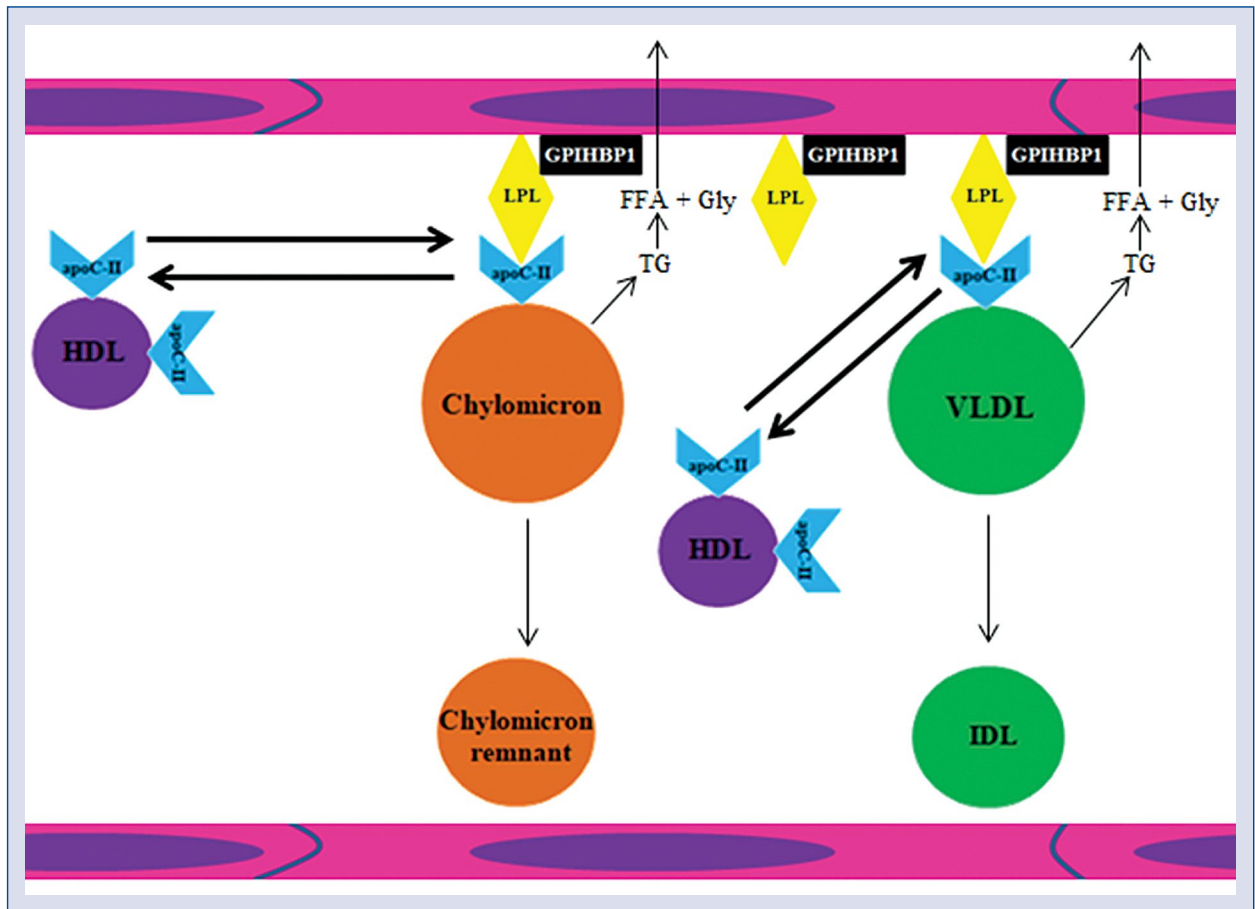 GPIHBP1
LPL
FFA + Gly
TG
apoC-II
Chylomicron
apoC-II
HDL
apoC-II
GPIHBP1
LPL
GPIHBP1
LPL
FFA + Gly
TG
apoC-II
VLDL
apoC-II
HDL
apoC-II
Chylomicron
remnant
IDL